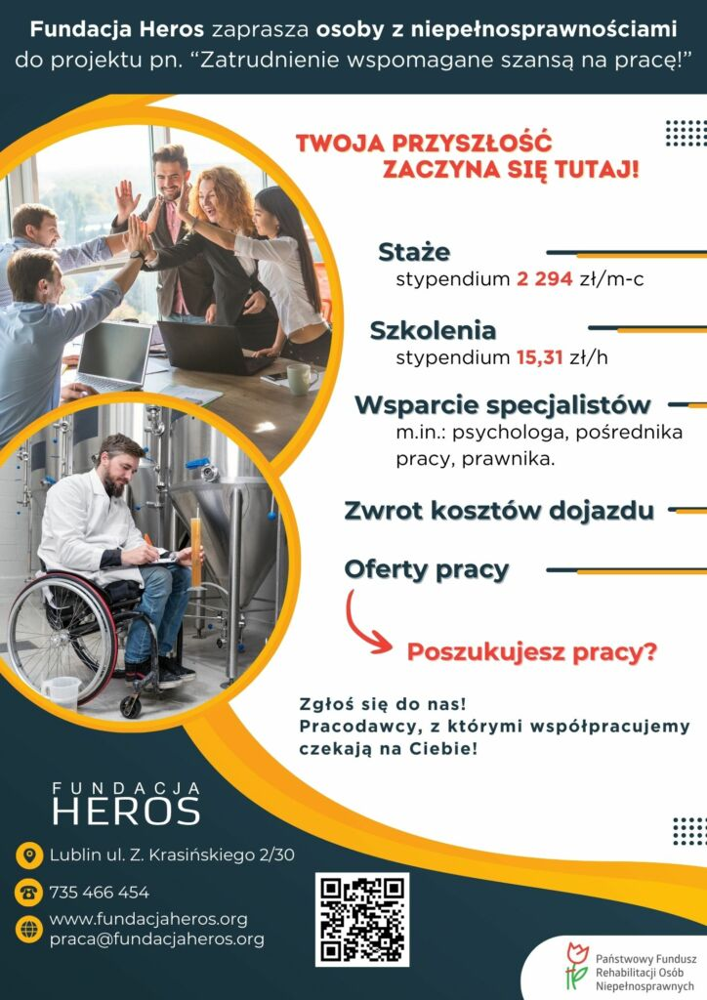 Fundacja Heros zaprasza osoby z niepełnosprawnościami
do projektu pn. “Zatrudnienie wspomagane szansą na pracę!”
TWOJA PRZYSZŁOŚĆ
ZACZYNA SIĘ TUTAJ!
Staże
stypendium 2 294 zł/m-c
Szkolenia
stypendium 15,31 zł/h
Wsparcie specjalistów
m.in.: psychologa, pośrednika
pracy, prawnika.
Zwrot kosztów dojazdu
Oferty pracy
Poszukujesz pracy?
Zgłoś się do nas!
Pracodawcy, z którymi współpracujemy
czekają na Ciebie!
FUNDACJA
HEROS
Lublin ul. Z. Krasińskiego 2/30
735 466 454
www.fundacjaheros.org
praca@fundacjaheros.org
Państwowy Fundusz
Rehabilitacji Osób
Niepełnosprawnych